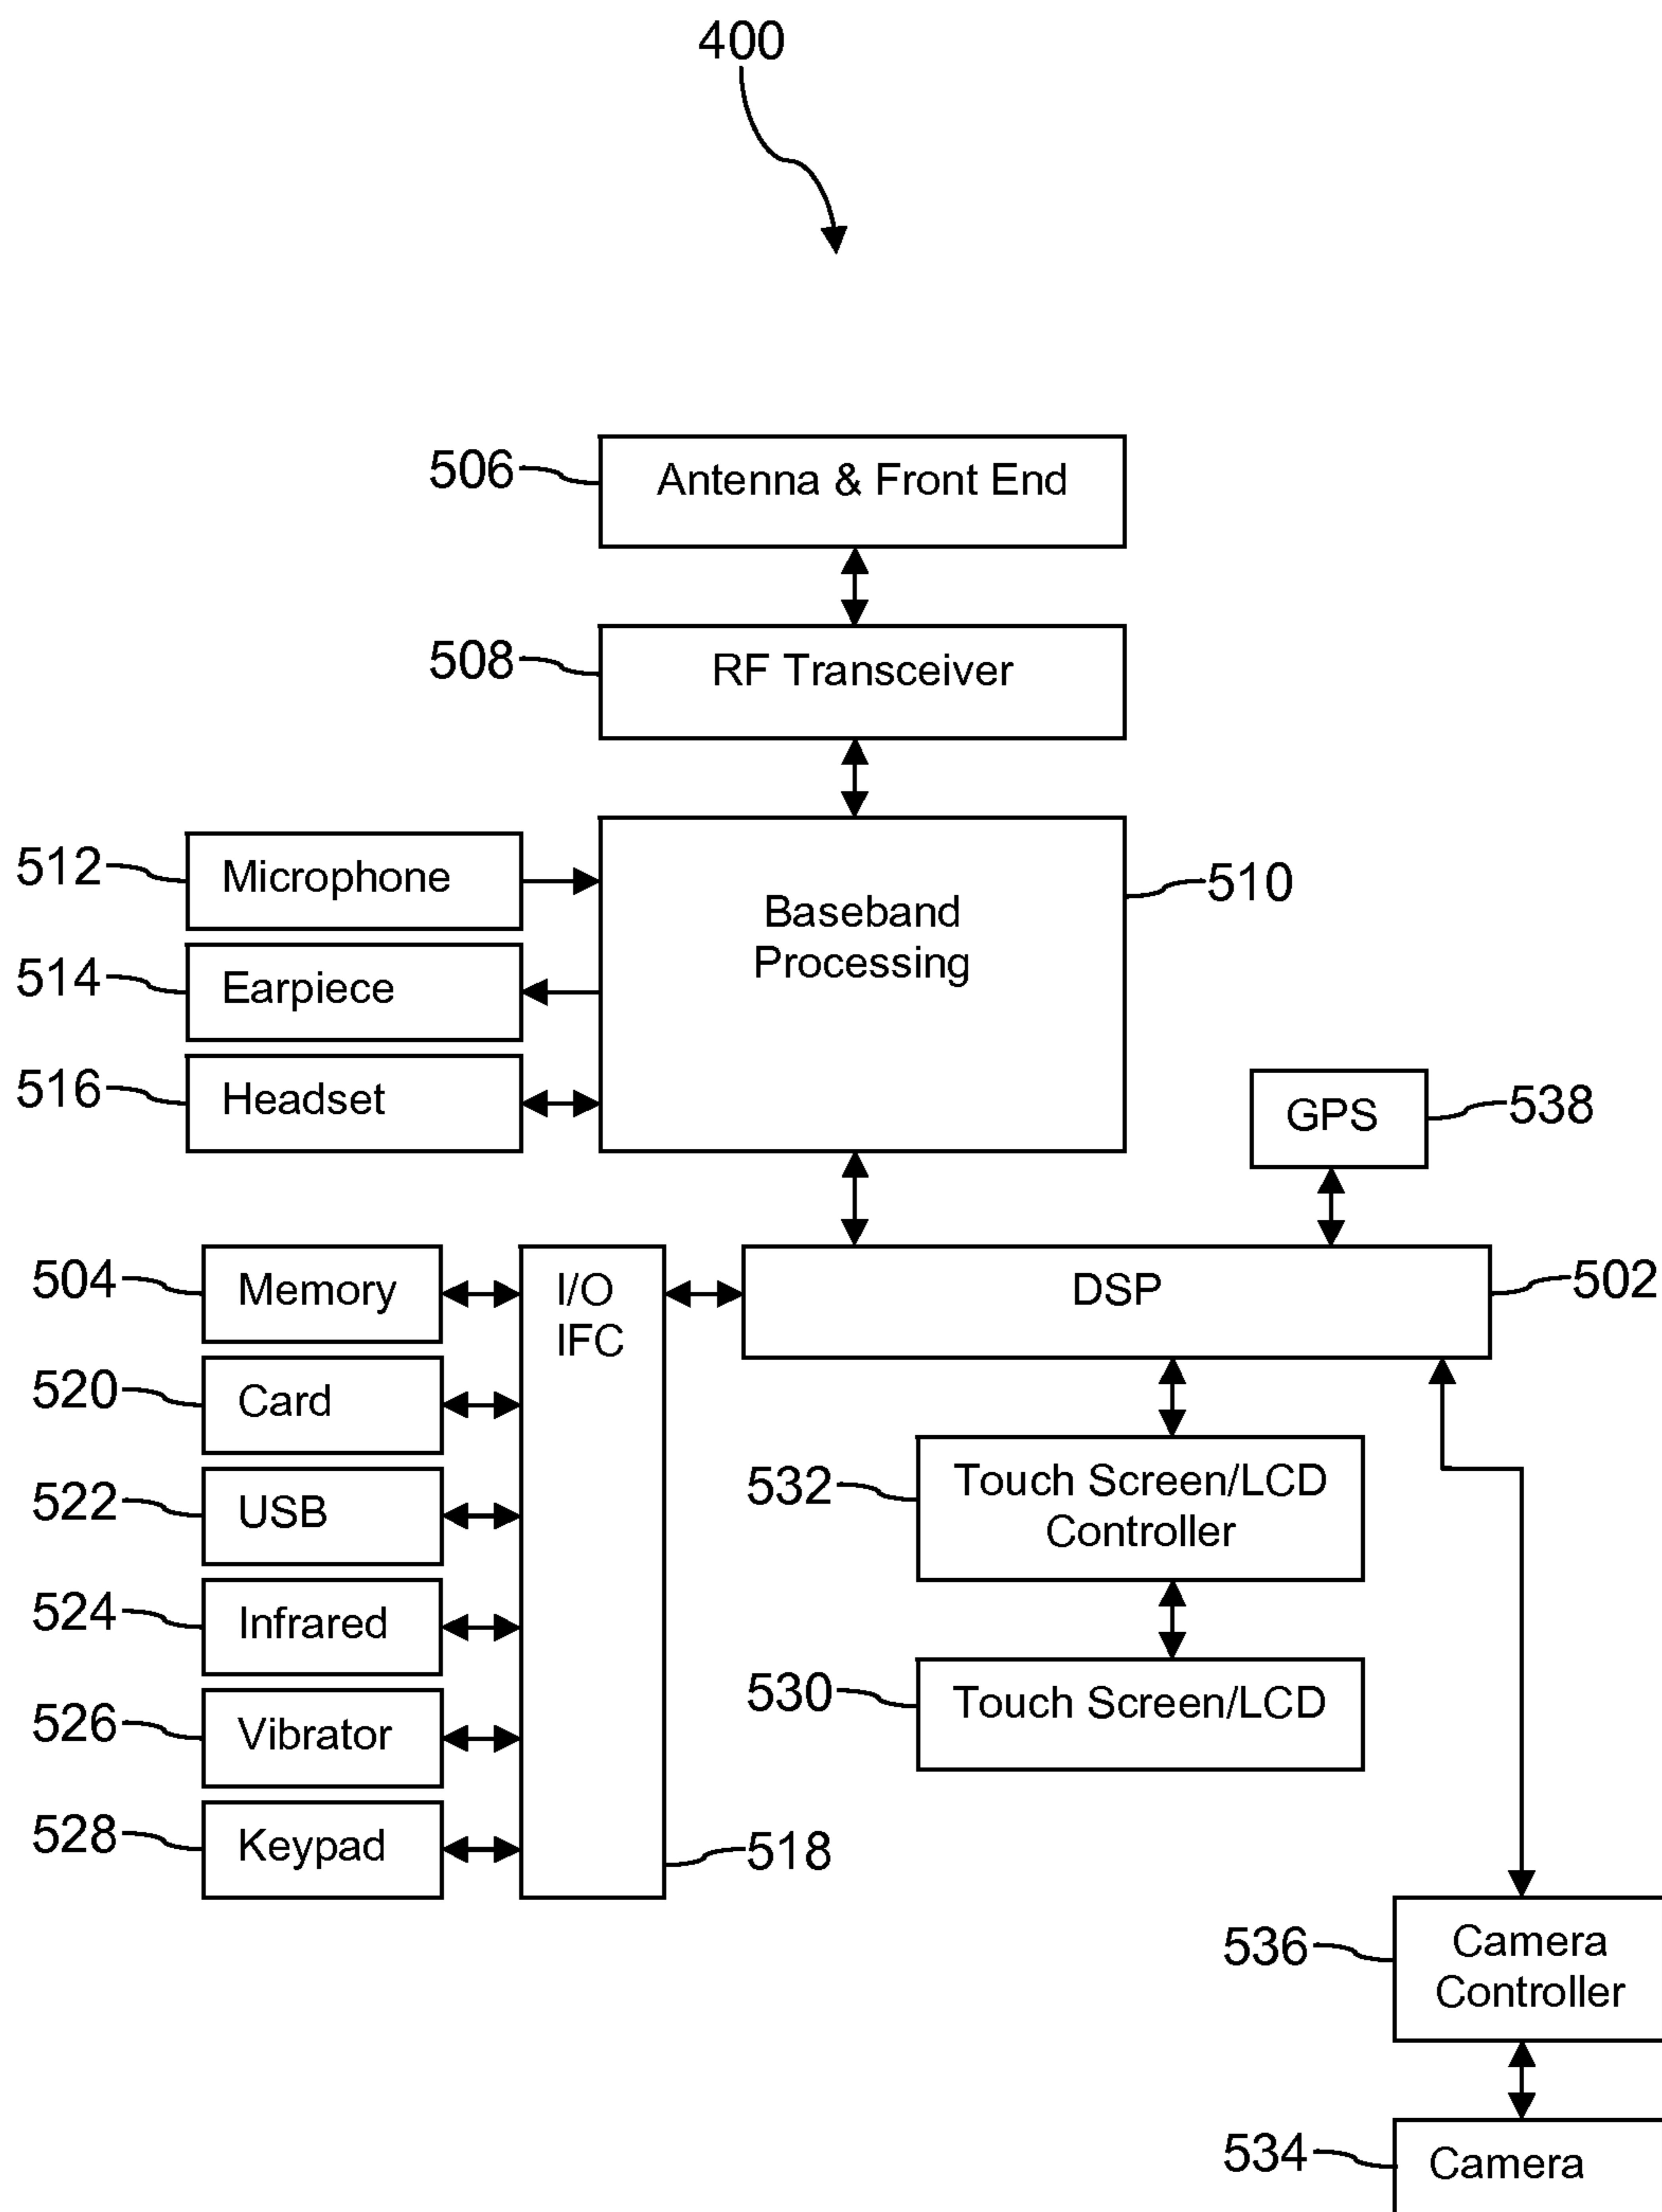 400
506
Antenna & Front End
508
RF Transceiver
512
Microphone
Baseband
Processing
510
514
Earpiece
516
Headset
GPS
538
504
Memory
I/O
IFC
DSP
502
520
Card
522
USB
532
Touch Screen/LCD
Controller
524
Infrared
530
Touch Screen/LCD
526
Vibrator
528
Keypad
518
536
Camera
Controller
534
Camera